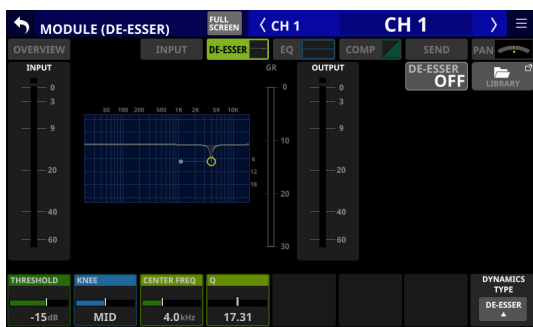 MODULE (DE-ESSER)
FULL
SCREEN
CH 1
CH 1
OVERVIEW
INPUT
DE-ESSER
EQ
COMP
SEND
PAN
INPUT
GR
OUTPUT
DE-ESSER
OFF
LIBRARY
0
3
9
20
40
60
50 100 200 500 1K 2K 5K 10K
6
12
18
0
10
20
30
0
3
9
20
40
60
THRESHOLD
-15dB
KNEE
MID
CENTER FREQ
4.0kHz
Q
17.31
DYNAMICS
TYPE
DE-ESSER